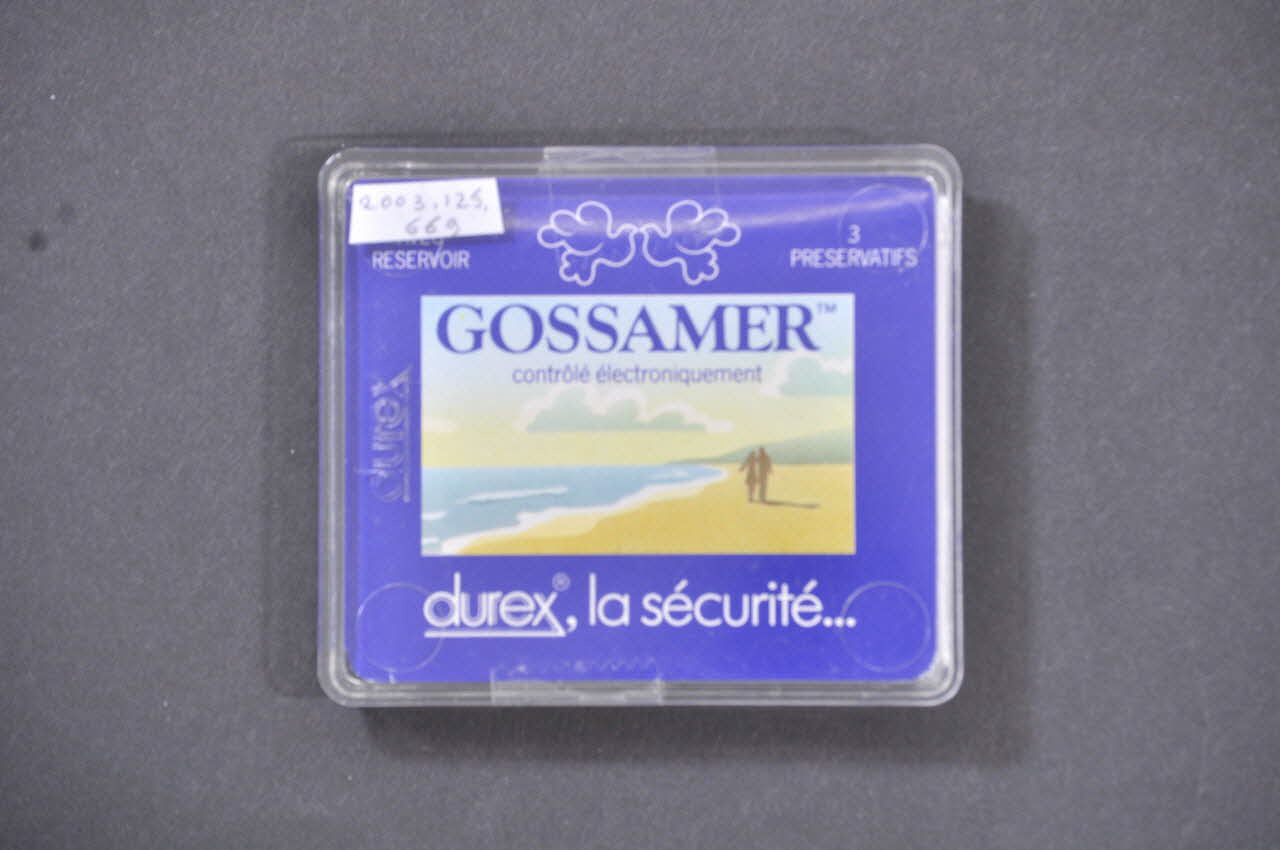 2003.125.
669
RESERVOIR
3
PRESERVATIFS
GOSSAMER™
contrôlé électroniquement
durex
durex®, la sécurité...